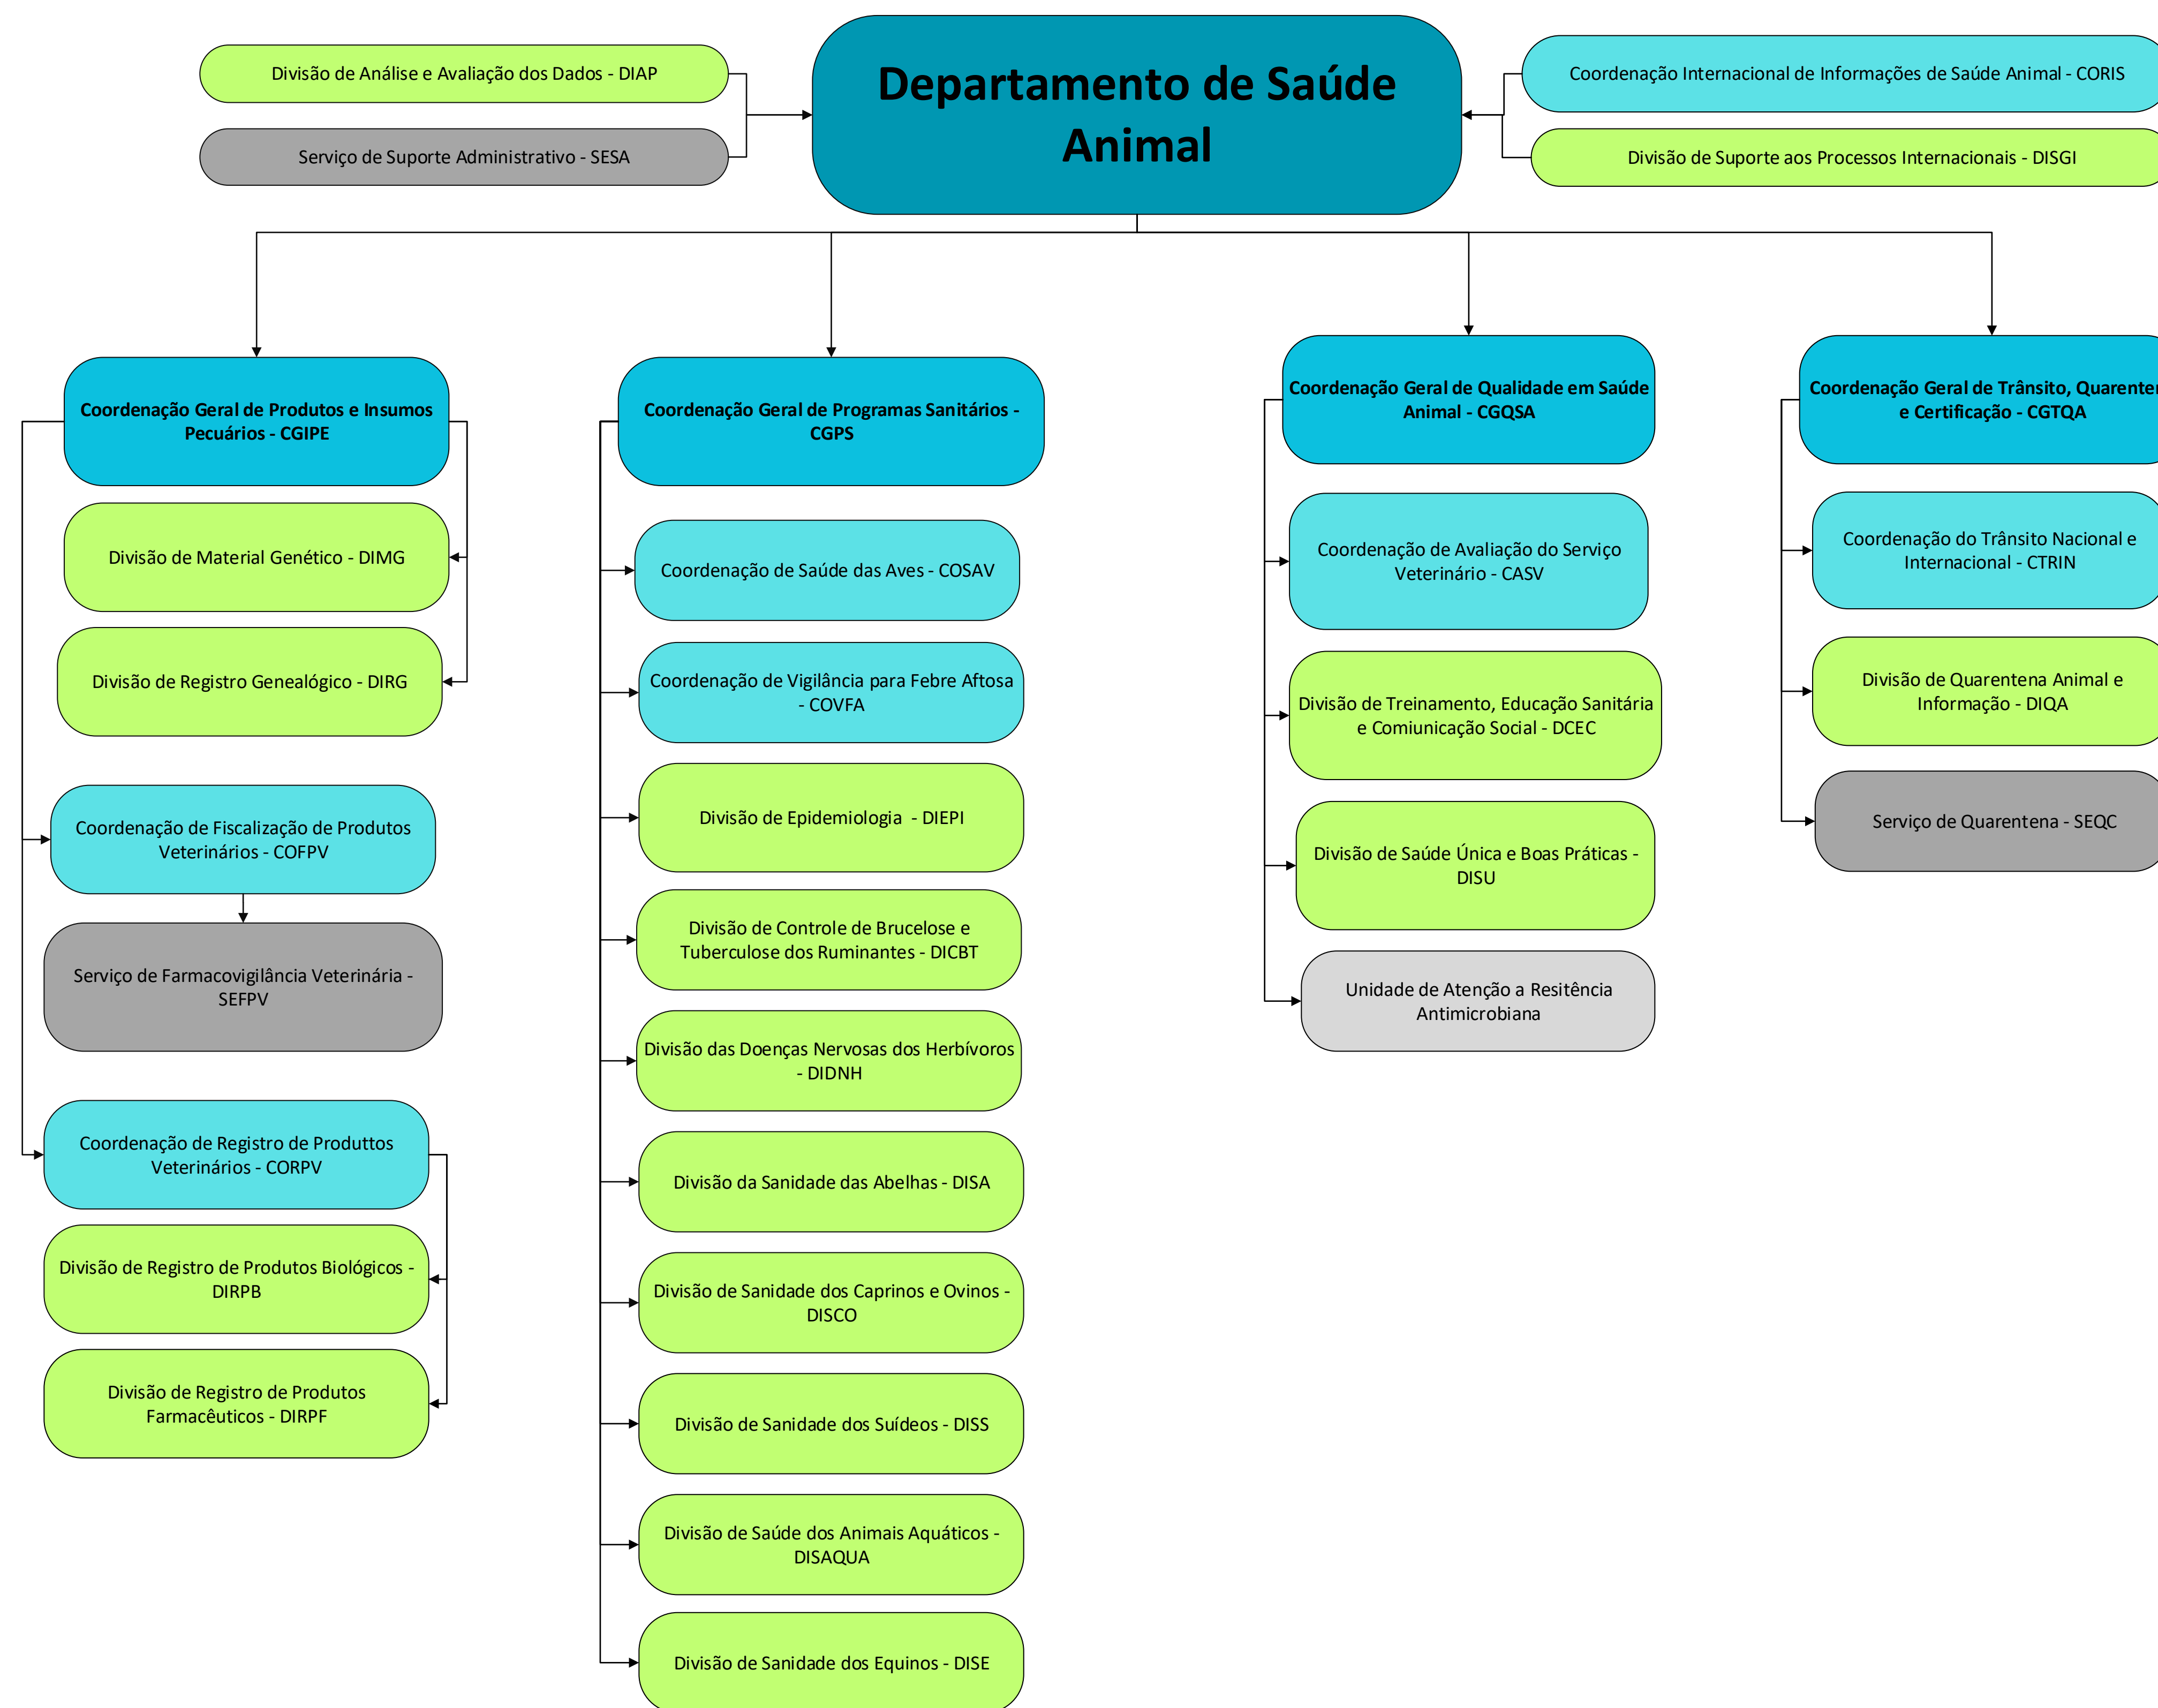 Divisão de Análise e Avaliação dos Dados - DIAP
Serviço de Suporte Administrativo - SESA
Departamento de Saúde
Animal
Coordenação Internacional de Informações de Saúde Animal - CORIS
Divisão de Suporte aos Processos Internacionais - DISGI
Coordenação Geral de Produtos e Insumos
Pecuários - CGIPE
Divisão de Material Genético - DIMG
Divisão de Registro Genealógico - DIRG
Coordenação de Fiscalização de Produtos
Veterinários - COFPV
Serviço de Farmacovigilância Veterinária -
SEFPV
Coordenação de Registro de Produttos
Veterinários - CORPV
Divisão de Registro de Produtos Biológicos -
DIRPB
Divisão de Registro de Produtos
Farmacêuticos - DIRPF
Coordenação Geral de Programas Sanitários -
CGPS
Coordenação de Saúde das Aves - COSAV
Coordenação de Vigilância para Febre Aftosa
- COVFA
Divisão de Epidemiologia - DIEPI
Divisão de Controle de Brucelose e
Tuberculose dos Ruminantes - DICBT
Divisão das Doenças Nervosas dos Herbívoros
- DIDNH
Divisão da Sanidade das Abelhas - DISA
Divisão de Sanidade dos Caprinos e Ovinos -
DISCO
Divisão de Sanidade dos Suídeos - DISS
Divisão de Saúde dos Animais Aquáticos -
DISAQUA
Divisão de Sanidade dos Equinos - DISE
Coordenação Geral de Qualidade em Saúde
Animal - CGQSA
Coordenação de Avaliação do Serviço
Veterinário - CASV
Divisão de Treinamento, Educação Sanitária
e Comiunicação Social - DCEC
Divisão de Saúde Única e Boas Práticas -
DISU
Unidade de Atenção a Resitência
Antimicrobiana
Coordenação Geral de Trânsito,
e Certificação - CGTQA
Coordenação do Trânsito Nacional e
Internacional - CTRIN
Divisão de Quarentena Animal e
Informação - DIQA
Serviço de Quarentena - SEQC